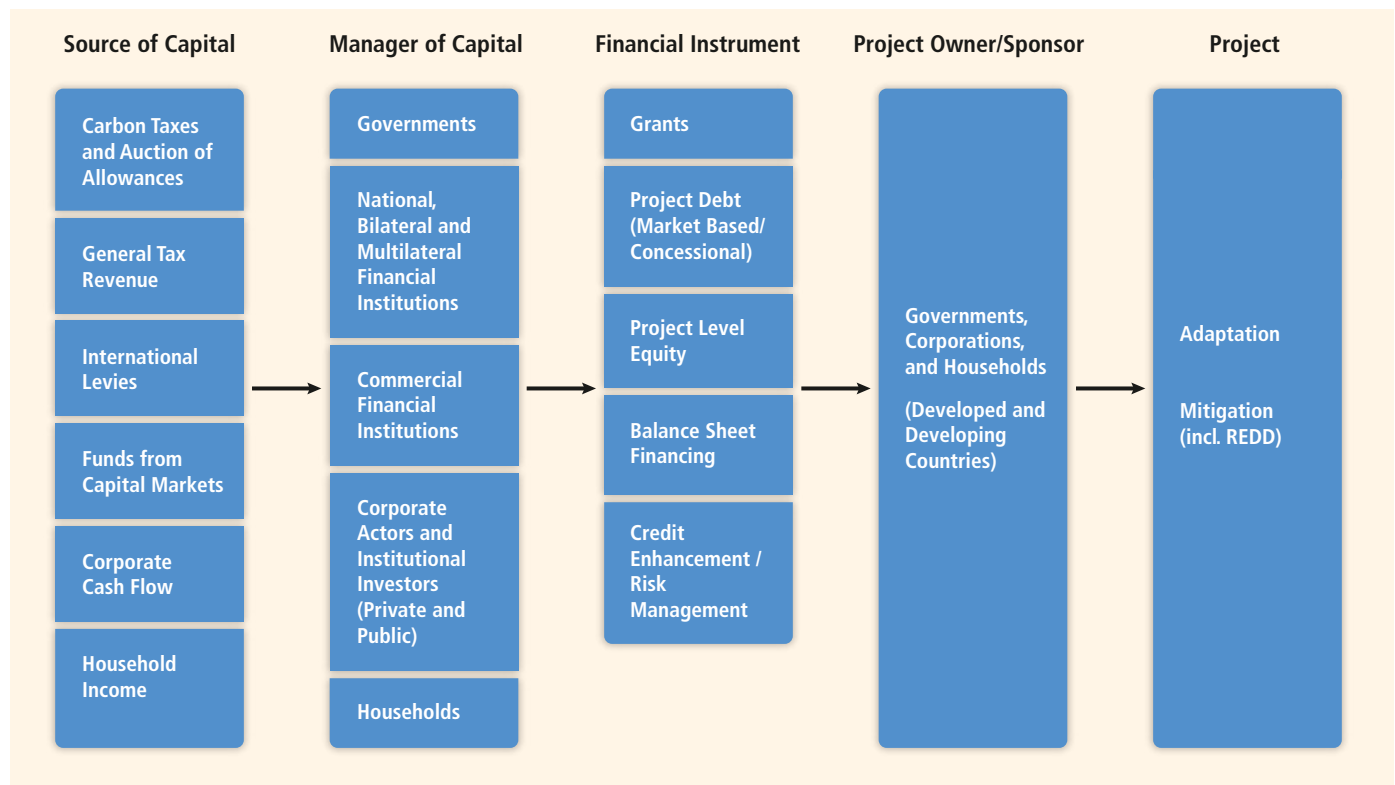 Source of Capital
Carbon Taxes
and Auction of
Allowances
General Tax
Revenue
International
Levies
Funds from
Capital Markets
Corporate
Cash Flow
Household
Income
Manager of Capital
Governments
National,
Bilateral and
Multilateral
Financial
Institutions
Commercial
Financial
Institutions
Corporate
Actors and
Institutional
Investors
(Private and
Public)
Households
Financial Instrument
Grants
Project Debt
(Market Based/
Concessional)
Project Level
Equity
Balance Sheet
Financing
Credit
Enhancement /
Risk
Management
Project Owner/Sponsor
Governments,
Corporations,
and Households
(Developed and
Developing
Countries)
Project
Adaptation
Mitigation
(incl. REDD)